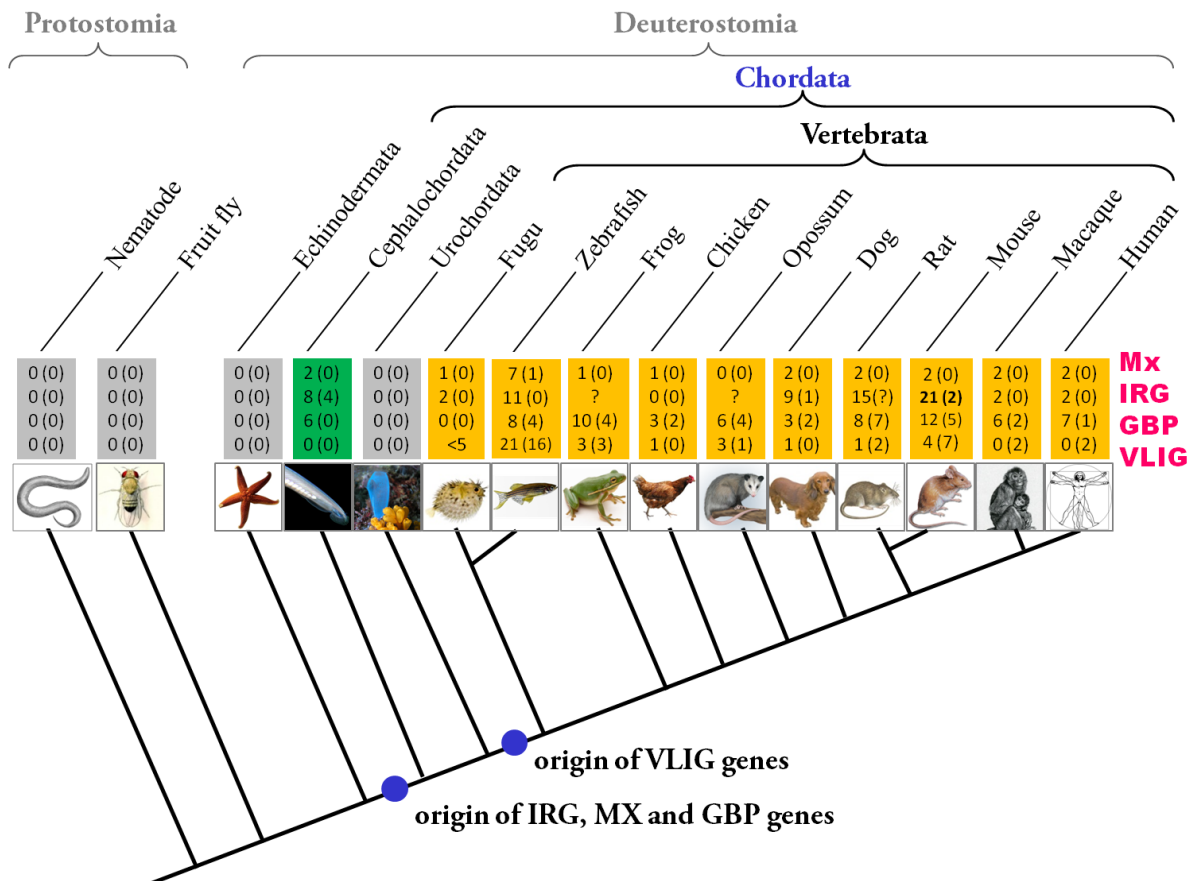 Protostomia
Deuterostomia
Chordata
Vertebrata
Nematode
Fruit fly
Echinodermata
Cephalochordata
Urochordata
Fugu
Zebrafish
Frog
Chicken
Opossum
Dog
Rat
Mouse
Macaque
Human
0 (0) 0 (0) 0 (0) 2 (0) 0 (0) 1 (0) 7 (1) 1 (0) 1 (0) 0 (0) 2 (0) 2 (0) 2 (0) 2 (0) 2 (0) Mx
0 (0) 0 (0) 0 (0) 8 (4) 0 (0) 2 (0) 11 (0) ? 0 (0) ? 9 (1) 15(?) 21 (2) 2 (0) 2 (0) IRG
0 (0) 0 (0) 0 (0) 6 (0) 0 (0) 0 (0) 8 (4) 10 (4) 3 (2) 6 (4) 3 (2) 8 (7) 12 (5) 6 (2) 7 (1) GBP
0 (0) 0 (0) 0 (0) 0 (0) 0 (0) <5 21 (16) 3 (3) 1 (0) 3 (1) 1 (0) 1 (2) 4 (7) 0 (2) 0 (2) VLIG
origin of VLIG genes
origin of IRG, MX and GBP genes